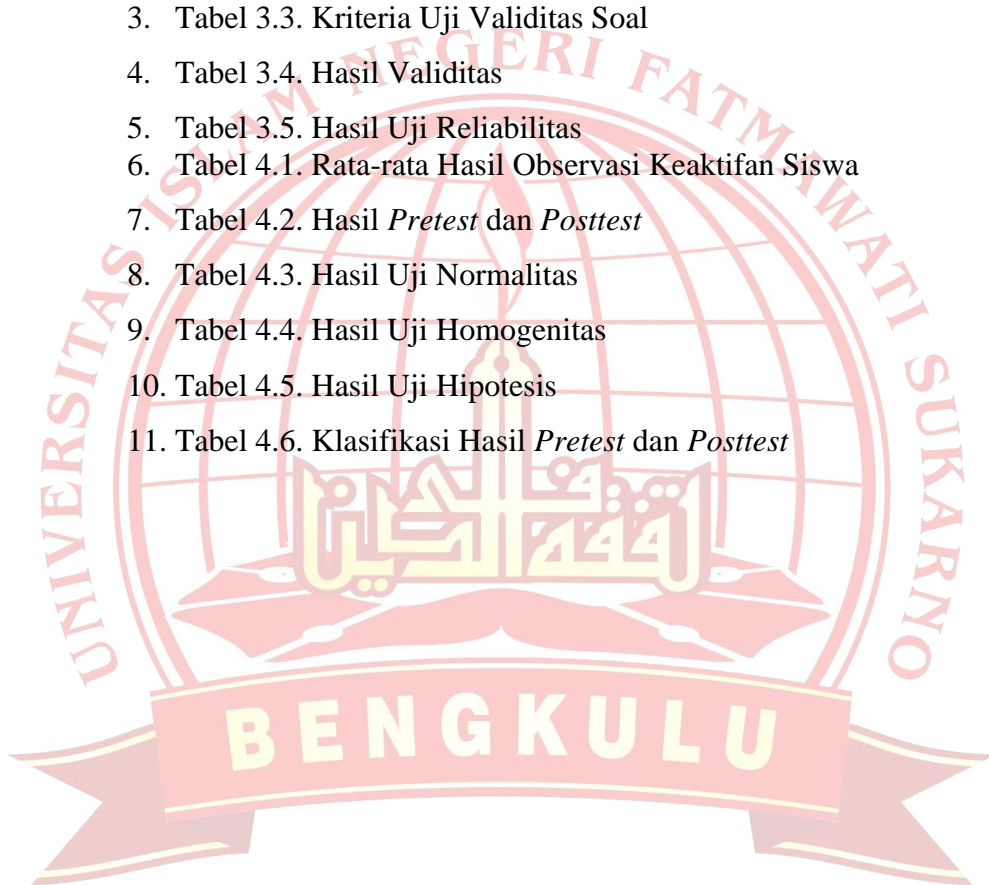 3. Tabel 3.3. Kriteria Uji Validitas Soal
4. Tabel 3.4. Hasil Validitas
5. Tabel 3.5. Hasil Uji Reliabilitas
6. Tabel 4.1. Rata-rata Hasil Observasi Keaktifan Siswa
7. Tabel 4.2. Hasil Pretest dan Posttest
8. Tabel 4.3. Hasil Uji Normalitas
9. Tabel 4.4. Hasil Uji Homogenitas
10. Tabel 4.5. Hasil Uji Hipotesis
11. Tabel 4.6. Klasifikasi Hasil Pretest dan Posttest
UNIVERSITAS ISLAM NEGERI FATMAWATI SUKARNO
BENGKULU